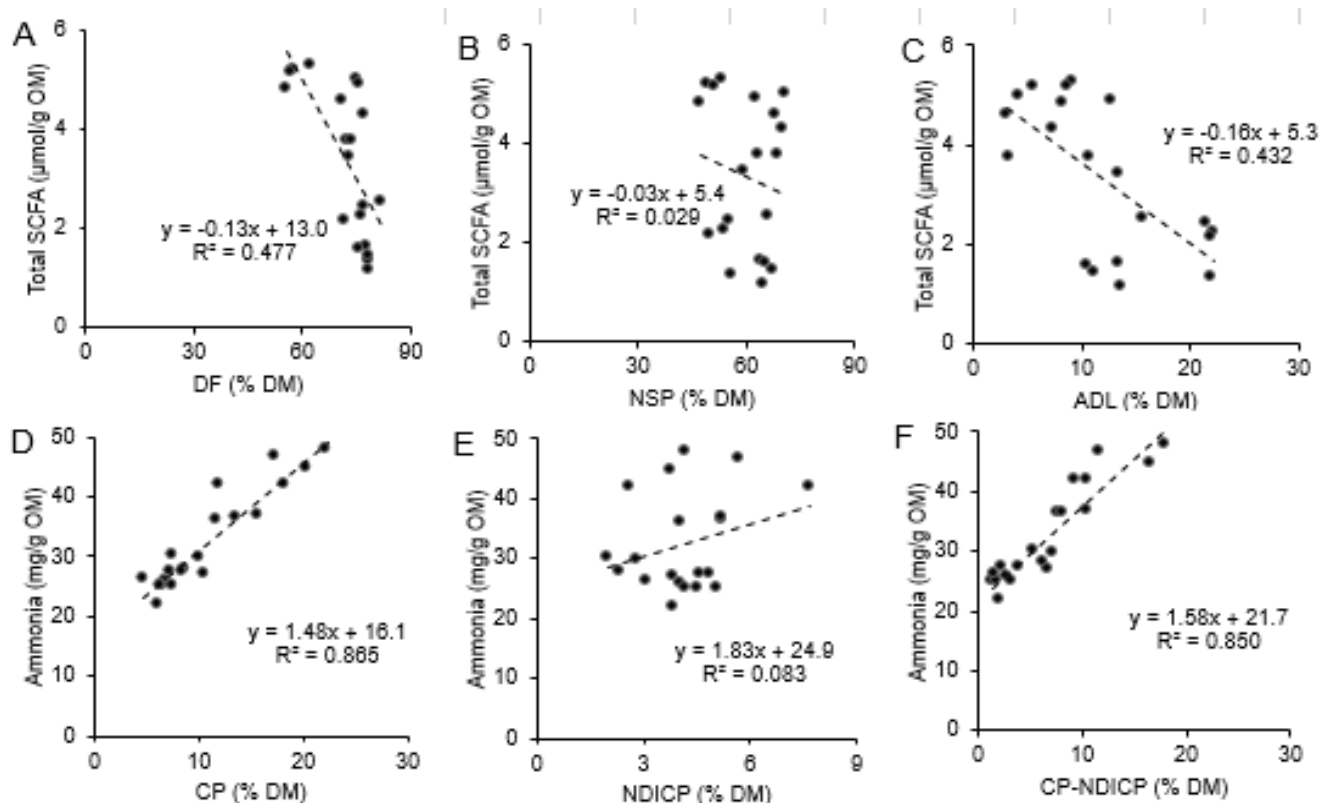 A
Total SCFA (µmol/g OM)
6
4
2
0
y = -0.13x + 13.0
R² = 0.477
0 30 60 90
DF (% DM)
B
Total SCFA (µmol/g OM)
6
4
2
0
y = -0.03x + 5.4
R² = 0.029
0 30 60 90
NSP (% DM)
C
Total SCFA (µmol/g OM)
6
4
2
0
y = -0.16x + 5.3
R² = 0.432
0 10 20 30
ADL (% DM)
D
Ammonia (mg/g OM)
50
40
30
20
10
0
y = 1.48x + 16.1
R² = 0.865
0 10 20 30
CP (% DM)
E
Ammonia (mg/g OM)
50
40
30
20
10
0
y = 1.83x + 24.9
R² = 0.083
0 3 6 9
NDICP (% DM)
F
Ammonia (mg/g OM)
50
40
30
20
10
0
y = 1.58x + 21.7
R² = 0.850
0 10 20 30
CP-NDICP (% DM)